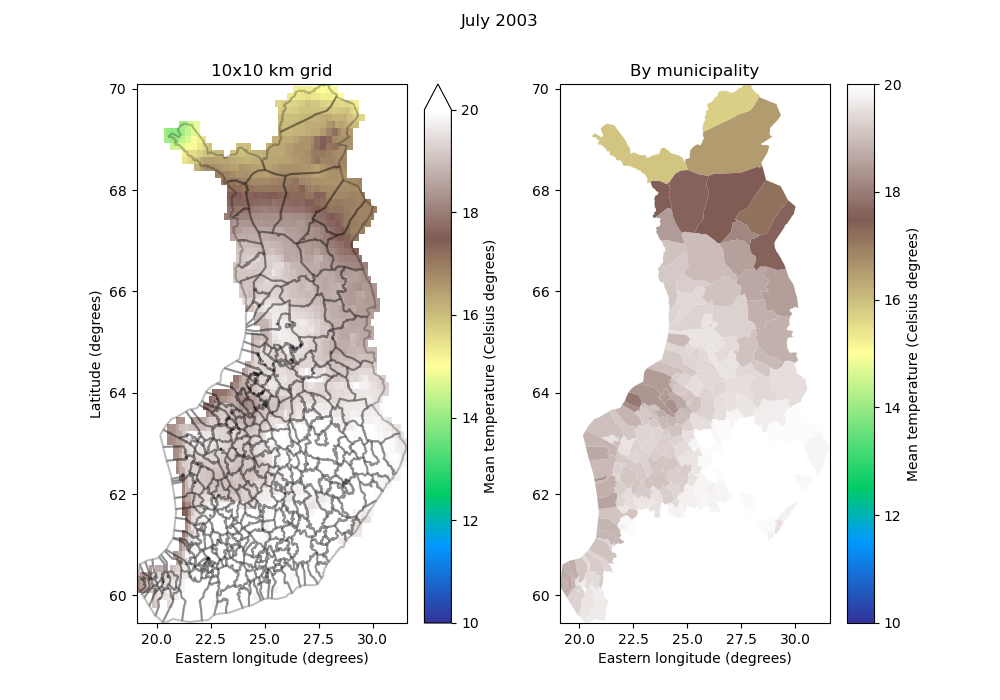 July 2003
10x10 km grid
By municipality
70
68
66
64
62
60
Latitude (degrees)
20.0 22.5 25.0 27.5 30.0
Eastern longitude (degrees)
20
18
16
14
12
10
Mean temperature (Celsius degrees)
70
68
66
64
62
60
20.0 22.5 25.0 27.5 30.0
Eastern longitude (degrees)
20
18
16
14
12
10
Mean temperature (Celsius degrees)